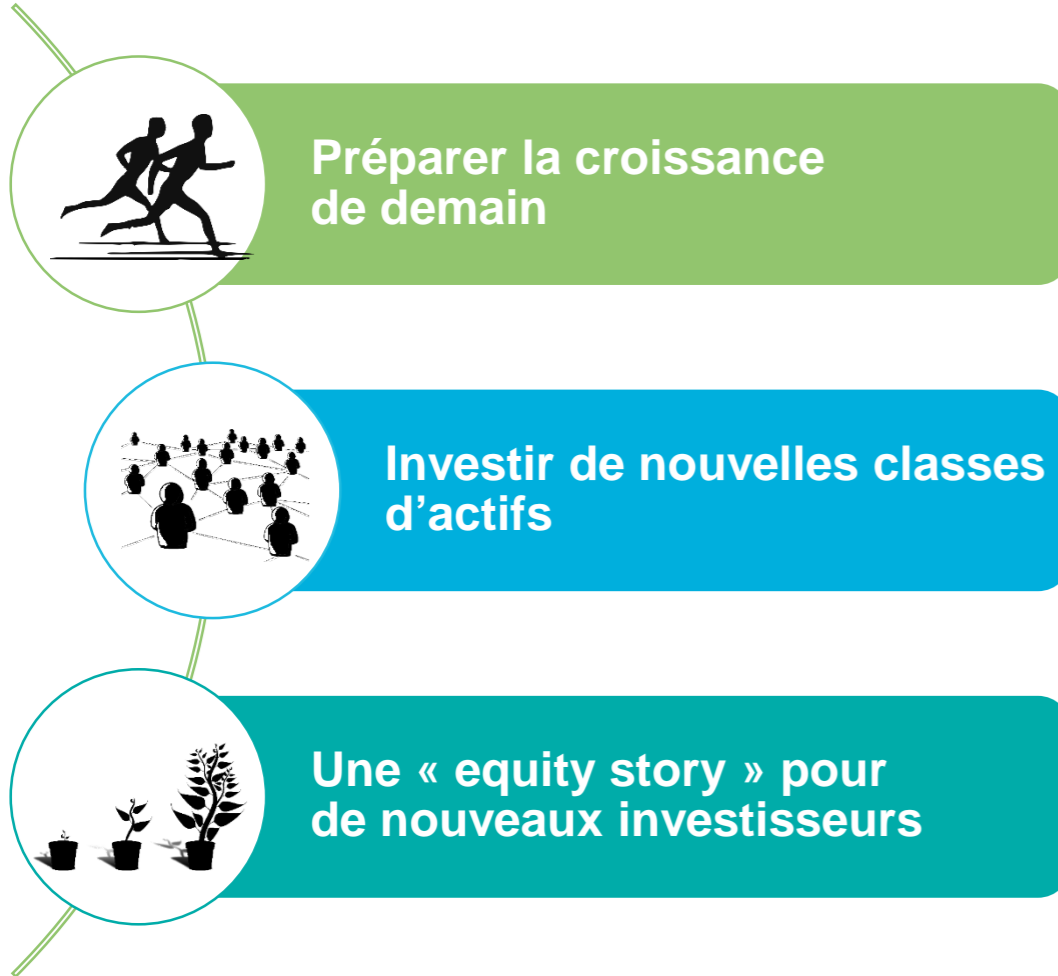 Préparer la croissance
de demain
Investir de nouvelles classes
d’actifs
Une « equity story » pour
de nouveaux investisseurs